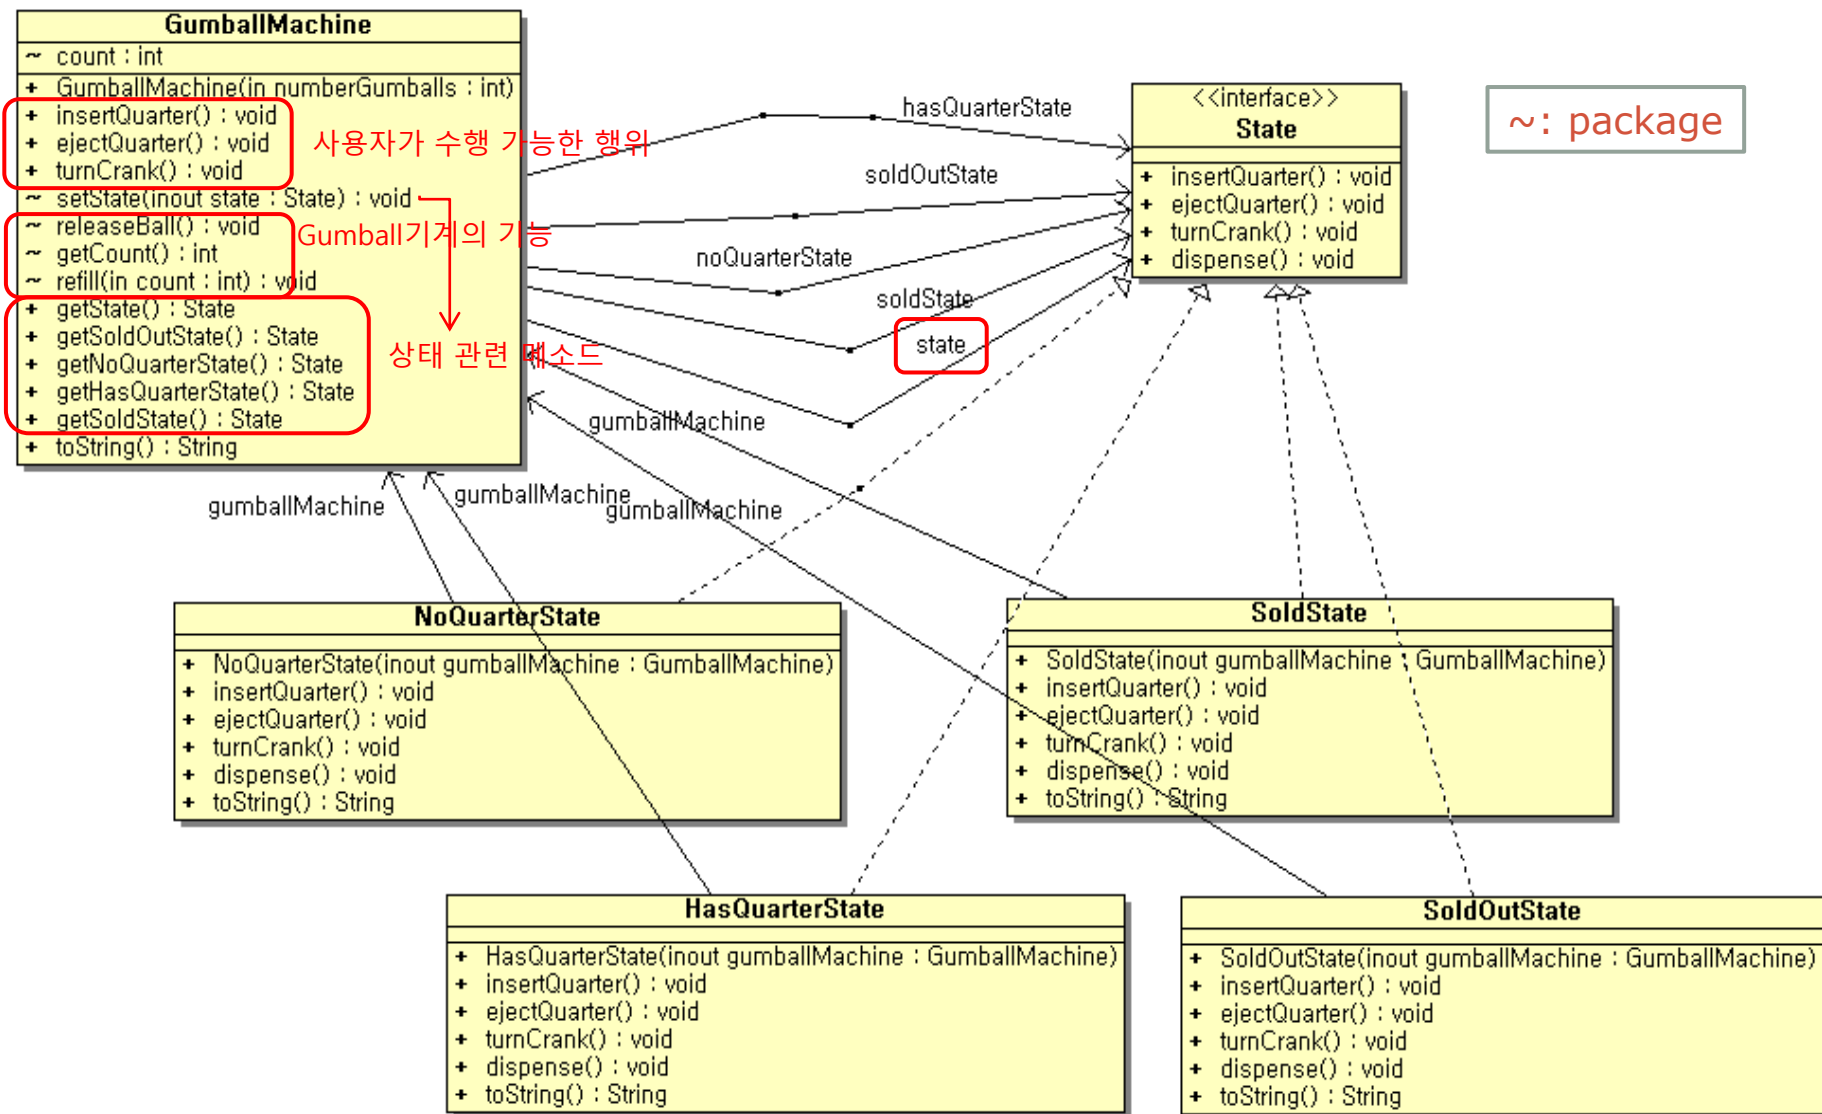 GumballMachine
~ count : int
+ GumballMachine(in numberGumballs : int)
+ insertQuarter() : void
+ ejectQuarter() : void
+ turnCrank() : void
~ setState(inout state : State) : void
~ releaseBall() : void
~ getCount() : int
~ refill(in count : int) : void
+ getState() : State
+ getSoldOutState() : State
+ getNoQuarterState() : State
+ getHasQuarterState() : State
+ getSoldState() : State
+ toString() : String
사용자가 수행 가능한 행위
Gumball기계의 기능
상태 관련 메소드
hasQuarterState
soldOutState
noQuarterState
soldState
state
<<interface>>
State
+ insertQuarter() : void
+ ejectQuarter() : void
+ turnCrank() : void
+ dispense() : void
~: package
gumballMachine
gumballMachine
gumballMachine
gumballMachine
NoQuarterState
+ NoQuarterState(inout gumballMachine : GumballMachine)
+ insertQuarter() : void
+ ejectQuarter() : void
+ turnCrank() : void
+ dispense() : void
+ toString() : String
SoldState
+ SoldState(inout gumballMachine : GumballMachine)
+ insertQuarter() : void
+ ejectQuarter() : void
+ turnCrank() : void
+ dispense() : void
+ toString() : String
HasQuarterState
+ HasQuarterState(inout gumballMachine : GumballMachine)
+ insertQuarter() : void
+ ejectQuarter() : void
+ turnCrank() : void
+ dispense() : void
+ toString() : String
SoldOutState
+ SoldOutState(inout gumballMachine : GumballMachine)
+ insertQuarter() : void
+ ejectQuarter() : void
+ turnCrank() : void
+ dispense() : void
+ toString() : String